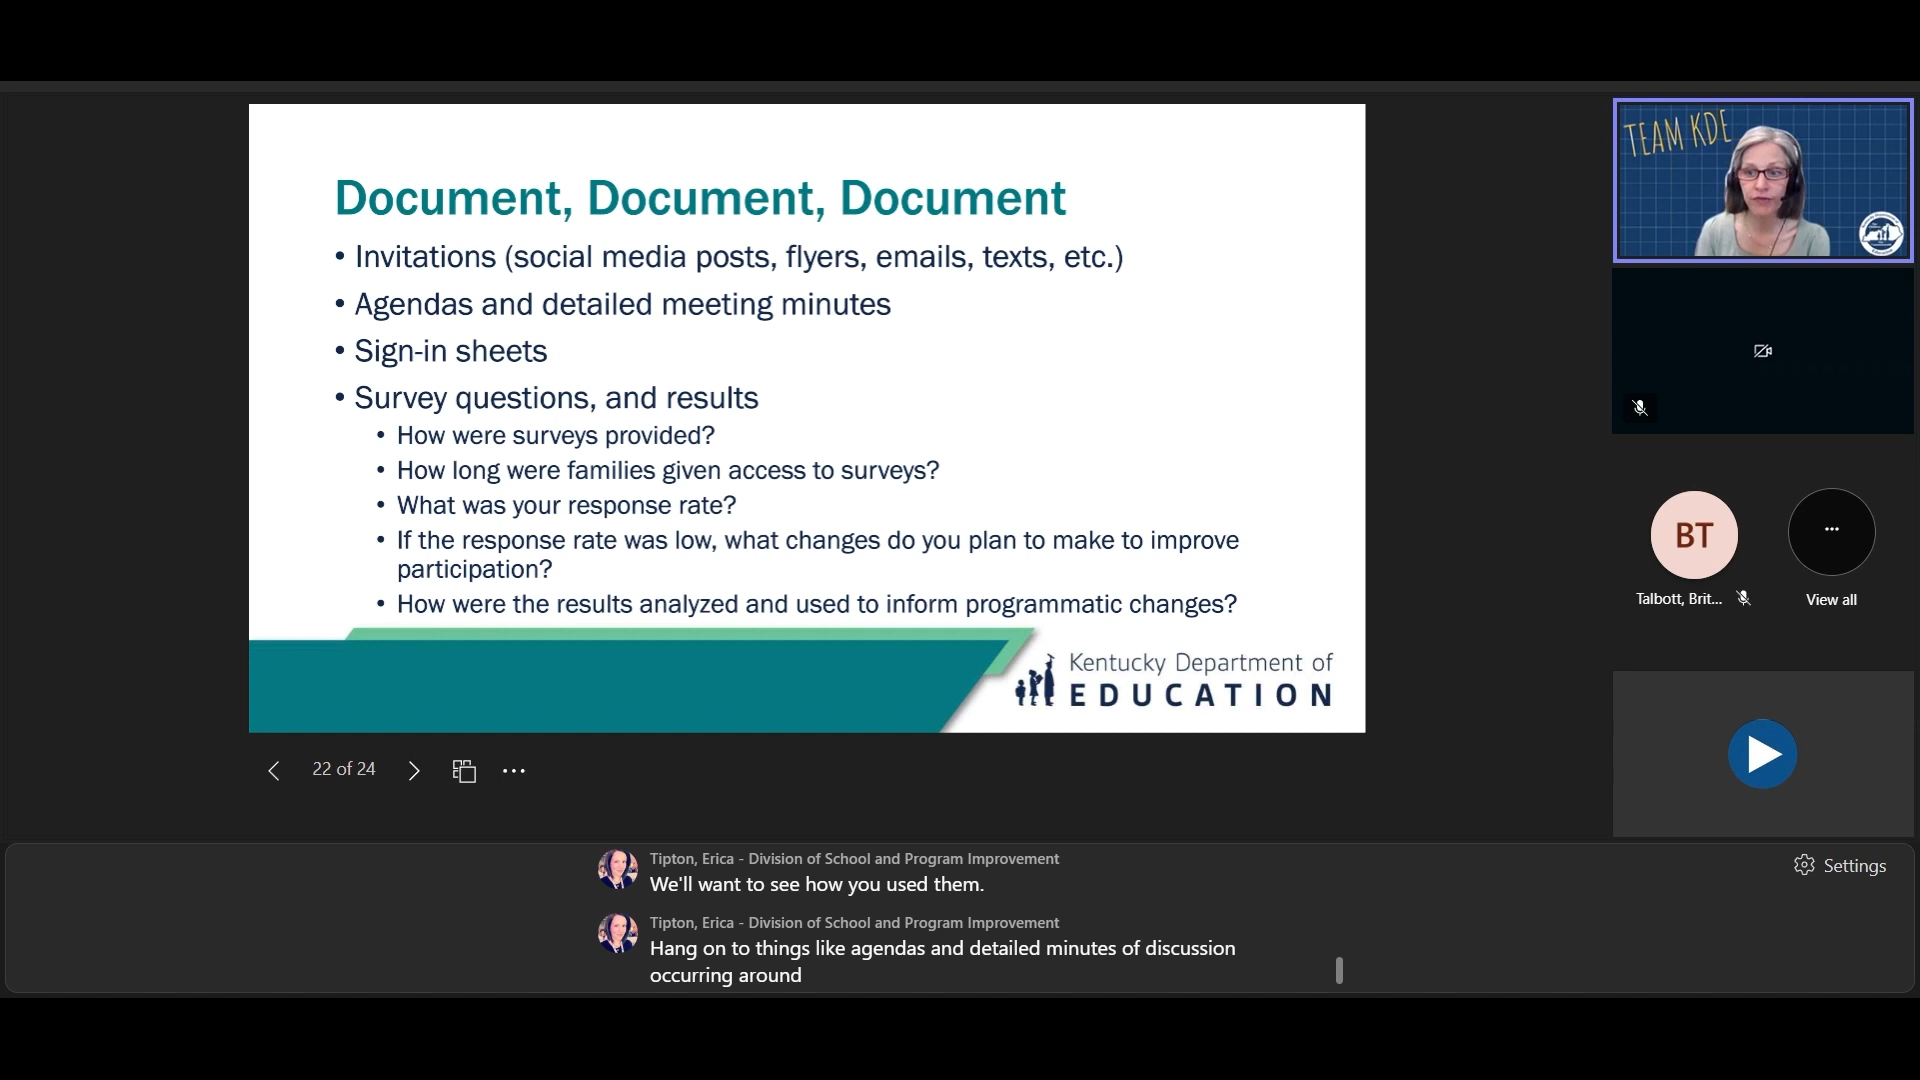 Document, Document, Document
• Invitations (social media posts, flyers, emails, texts, etc.)
• Agendas and detailed meeting minutes
• Sign-in sheets
• Survey questions, and results
• How were surveys provided?
• How long were families given access to surveys?
• What was your response rate?
• If the response rate was low, what changes do you plan to make to improve
participation?
• How were the results analyzed and used to inform programmatic changes?
Kentucky Department of
EDUCATION
22 of 24
TEAM KDE
BT
Talbott, Brit...
View all
Tipton, Erica - Division of School and Program Improvement
We'll want to see how you used them.
Tipton, Erica - Division of School and Program Improvement
Hang on to things like agendas and detailed minutes of discussion
occurring around
Settings